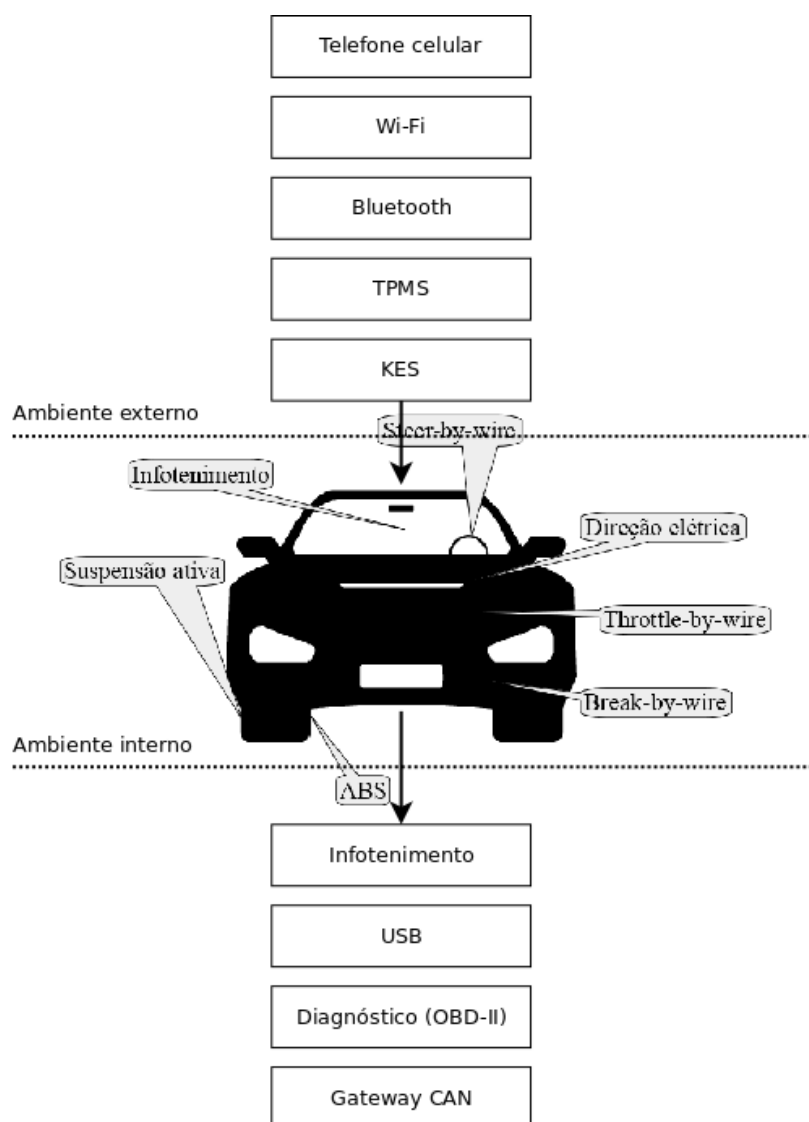 Telefone celular
Wi-Fi
Bluetooth
TPMS
KES
Ambiente externo
Steer-by-wire
Infotenimento
Direção elétrica
Suspensão ativa
Throttle-by-wire
Break-by-wire
Ambiente interno
ABS
Infotenimento
USB
Diagnóstico (OBD-II)
Gateway CAN